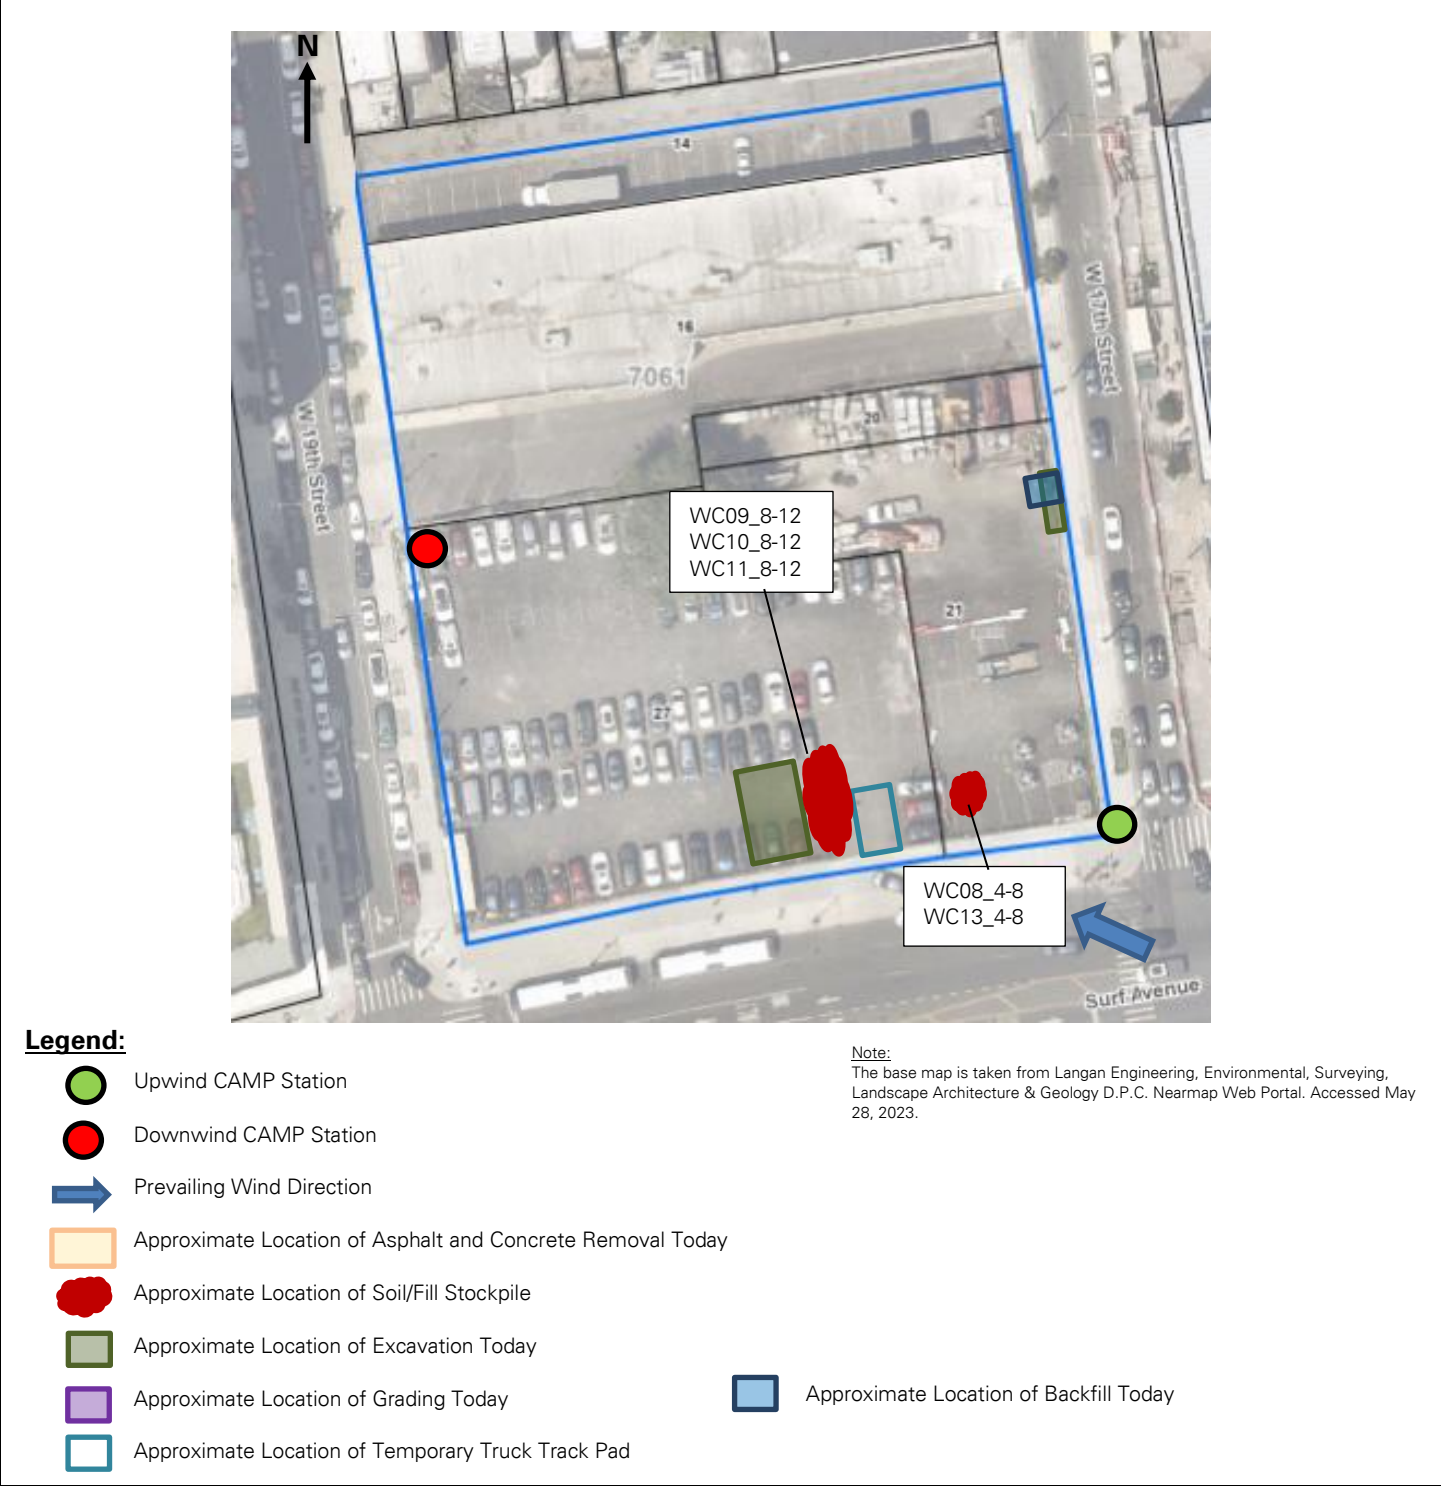 N
14
16
7061
W 17th Street
W 19th Street
20
WC09_8-12
WC10_8-12
WC11_8-12
21
27
WC08_4-8
WC13_4-8
Surf Avenue
Legend:
Upwind CAMP Station
Downwind CAMP Station
Prevailing Wind Direction
Approximate Location of Asphalt and Concrete Removal Today
Approximate Location of Soil/Fill Stockpile
Approximate Location of Excavation Today
Approximate Location of Grading Today
Approximate Location of Temporary Truck Track Pad
Approximate Location of Backfill Today
Note:
The base map is taken from Langan Engineering, Environmental, Surveying,
Landscape Architecture & Geology D.P.C. Nearmap Web Portal. Accessed May
28, 2023.